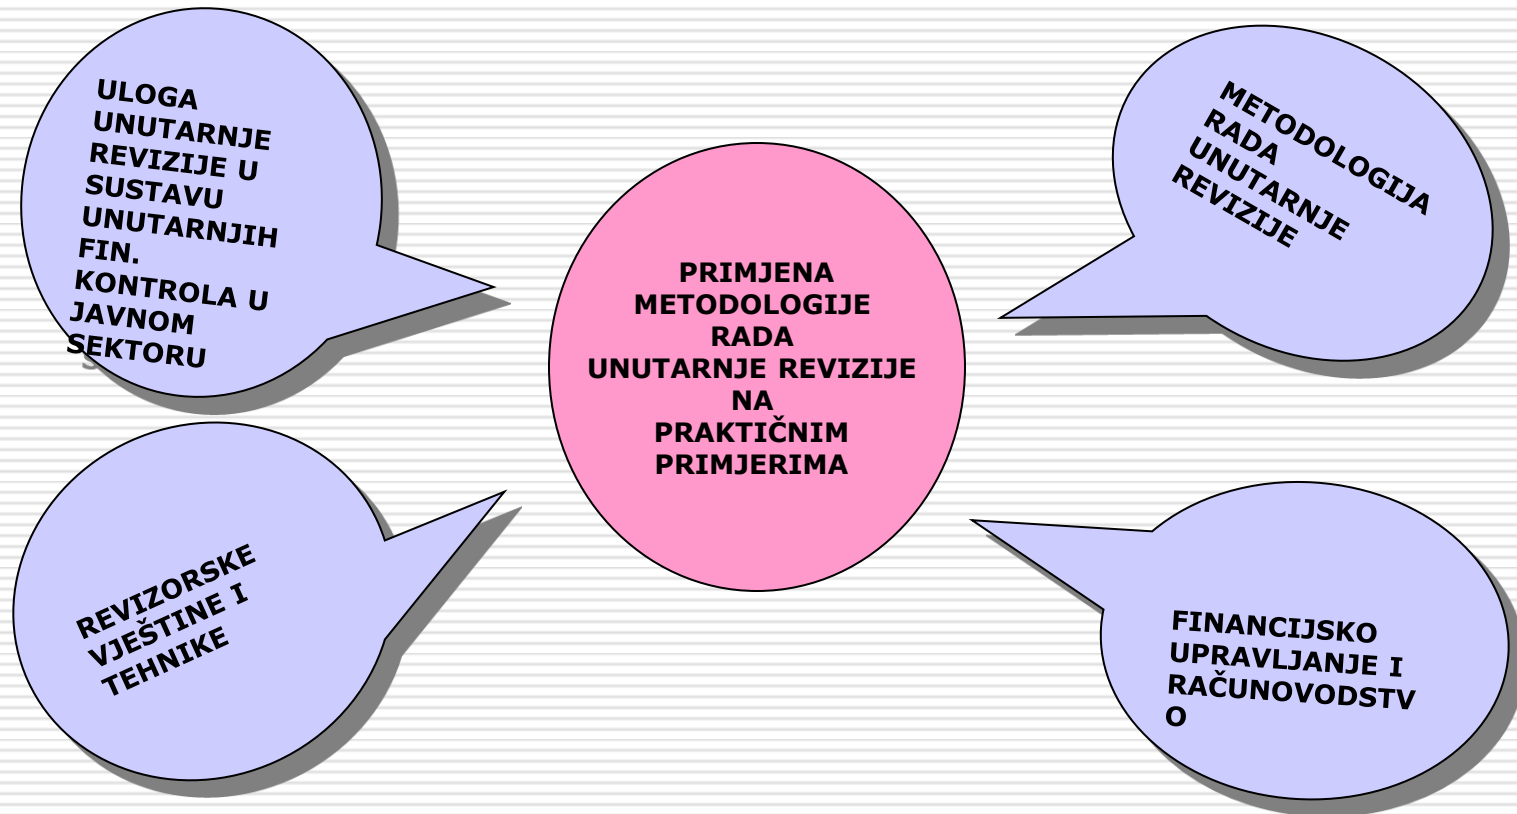 ULOGA
UNUTARNJE
REVIZIJE U
SUSTAVU
UNUTARNJIH
FIN.
KONTROLA U
JAVNOM
SEKTORU
METODOLOGIJA
RADA
UNUTARNJE
REVIZIJE
PRIMJENA
METODOLOGIJE
RADA
UNUTARNJE REVIZIJE
NA
PRAKTIČNIM
PRIMJERIMA
REVIZORSKE
VJEŠTINE I
TEHNIKE
FINANCIJSKO
UPRAVLJANJE I
RAČUNOVODSTV
O